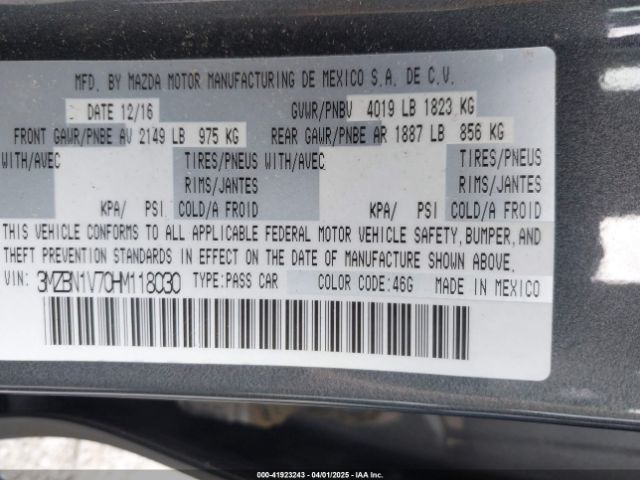 MFD. BY MAZDA MOTOR MANUFACTURING DE MEXICO S.A. DE C.V.
DATE 12/16 GVWR/PNBV 4019 LB 1823 KG
FRONT GAWR/PNBE AV 2149 LB 975 KG REAR GAWR/PNBE AR 1887 LB 856 KG
WITH/AVEC TIRES/PNEUS WITH/AVEC TIRES/PNEUS
RIMS/JANTES RIMS/JANTES
KPA/ PSI COLD/A FROID KPA/ PSI COLD/A FROID
THIS VEHICLE CONFORMS TO ALL APPLICABLE FEDERAL MOTOR VEHICLE SAFETY, BUMPER, AND
THEFT PREVENTION STANDARDS IN EFFECT ON THE DATE OF MANUFACTURE SHOWN ABOVE.
VIN: 3MZBN1V70HM118030 TYPE: PASS CAR COLOR CODE: 46G MADE IN MEXICO
000-41923243 - 04/01/2025 - WWW.IAAI.COM